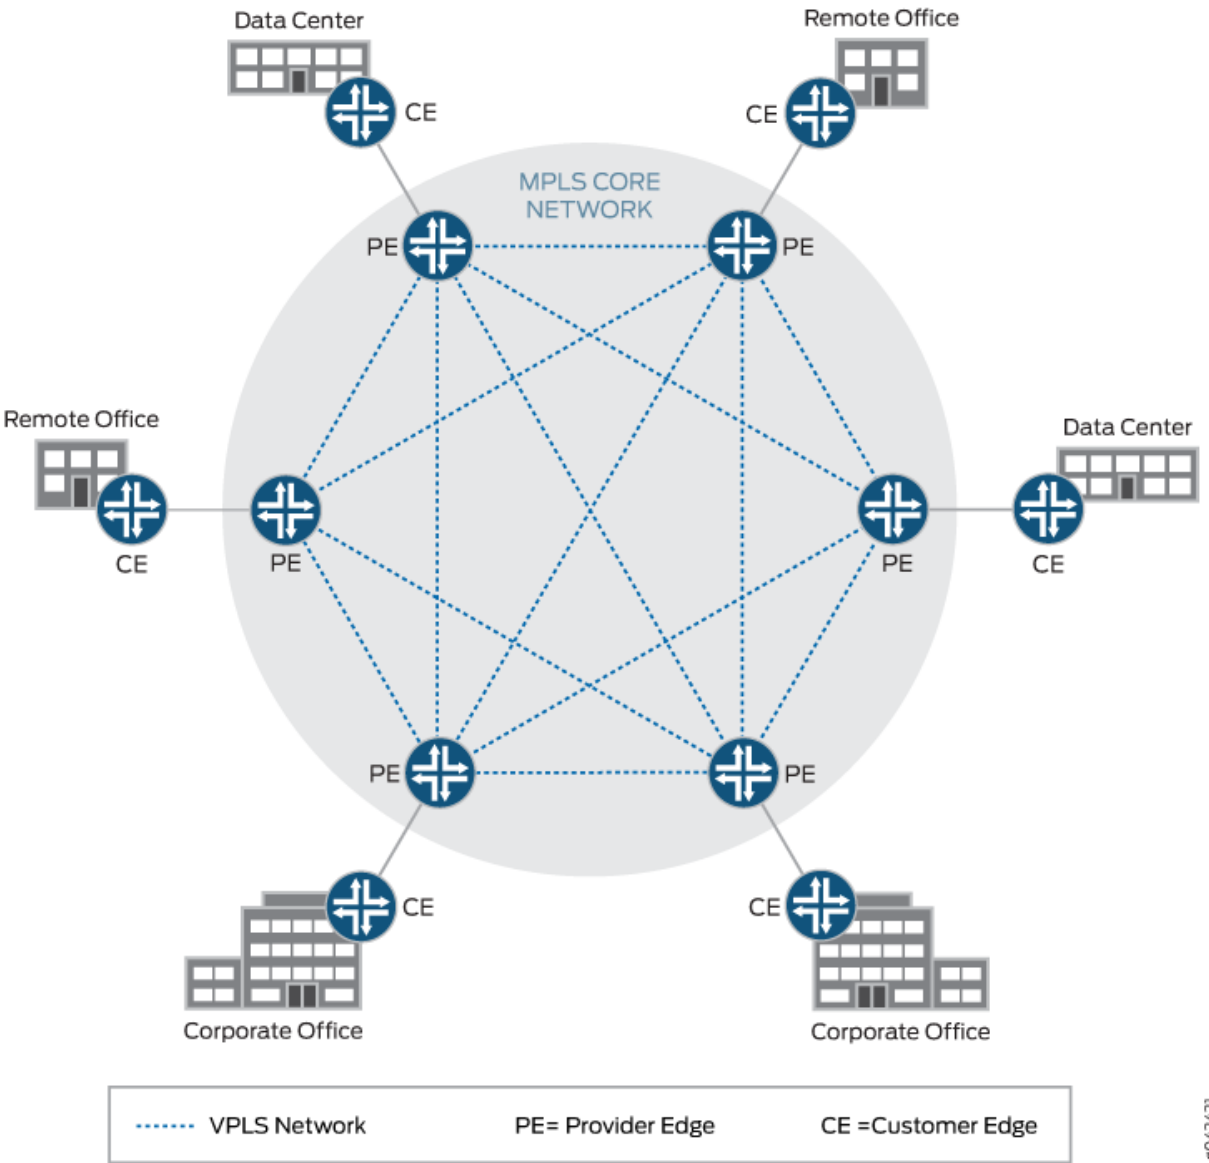 Data Center
Remote Office
CE
CE
MPLS CORE
NETWORK
PE
PE
Remote Office
Data Center
CE
PE
PE
CE
PE
PE
CE
CE
Corporate Office
Corporate Office
VPLS Network
PE= Provider Edge
CE =Customer Edge